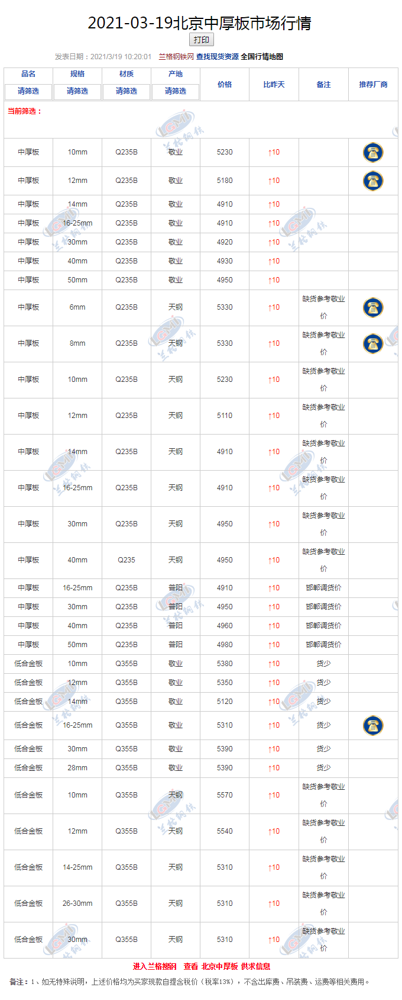 2021-03-19北京中厚板市场行情
打印
发表日期：2021/3/19 10:20:01 兰格钢铁网 查找现货资源 全国行情地图
品名 规格 材质 产地 价格 比昨天 备注 推荐厂商
请筛选 请筛选 请筛选 请筛选
当前筛选：
中厚板 10mm Q235B 敬业 5230 ↑10
中厚板 12mm Q235B 敬业 5180 ↑10
中厚板 14mm Q235B 敬业 4910 ↑10
中厚板 16-25mm Q235B 敬业 4910 ↑10
中厚板 30mm Q235B 敬业 4920 ↑10
中厚板 40mm Q235B 敬业 4930 ↑10
中厚板 50mm Q235B 敬业 4950 ↑10
中厚板 6mm Q235B 天钢 5330 ↑10 缺货参考敬业价
中厚板 8mm Q235B 天钢 5330 ↑10 缺货参考敬业价
中厚板 10mm Q235B 天钢 5230 ↑10 缺货参考敬业价
中厚板 12mm Q235B 天钢 5110 ↑10 缺货参考敬业价
中厚板 14mm Q235B 天钢 4910 ↑10 缺货参考敬业价
中厚板 16-25mm Q235B 天钢 4910 ↑10 缺货参考敬业价
中厚板 30mm Q235B 天钢 4950 ↑10 缺货参考敬业价
中厚板 40mm Q235 天钢 4950 ↑10 缺货参考敬业价
中厚板 16-25mm Q235B 普阳 4910 ↑10 邯郸调货价
中厚板 30mm Q235B 普阳 4950 ↑10 邯郸调货价
中厚板 40mm Q235B 普阳 4960 ↑10 邯郸调货价
中厚板 50mm Q235B 普阳 4980 ↑10 邯郸调货价
低合金板 10mm Q355B 敬业 5380 ↑10 货少
低合金板 12mm Q355B 敬业 5350 ↑10 货少
低合金板 14mm Q355B 敬业 5120 ↑10 货少
低合金板 16-25mm Q355B 敬业 5310 ↑10 货少
低合金板 30mm Q355B 敬业 5390 ↑10 货少
低合金板 28mm Q355B 敬业 5390 ↑10 货少
低合金板 10mm Q355B 天钢 5570 ↑10 缺货参考敬业价
低合金板 12mm Q355B 天钢 5540 ↑10 缺货参考敬业价
低合金板 14-25mm Q355B 天钢 5310 ↑10 缺货参考敬业价
低合金板 26-30mm Q355B 天钢 5310 ↑10 缺货参考敬业价
低合金板 30mm Q355B 天钢 5310 ↑10 缺货参考敬业价
进入兰格搜网 查看 北京中厚板 供求信息
备注：1、如无特殊说明，上述价格均为买家现款自提含税价（税率13%），不含出库费、吊装费、运费等相关费用。